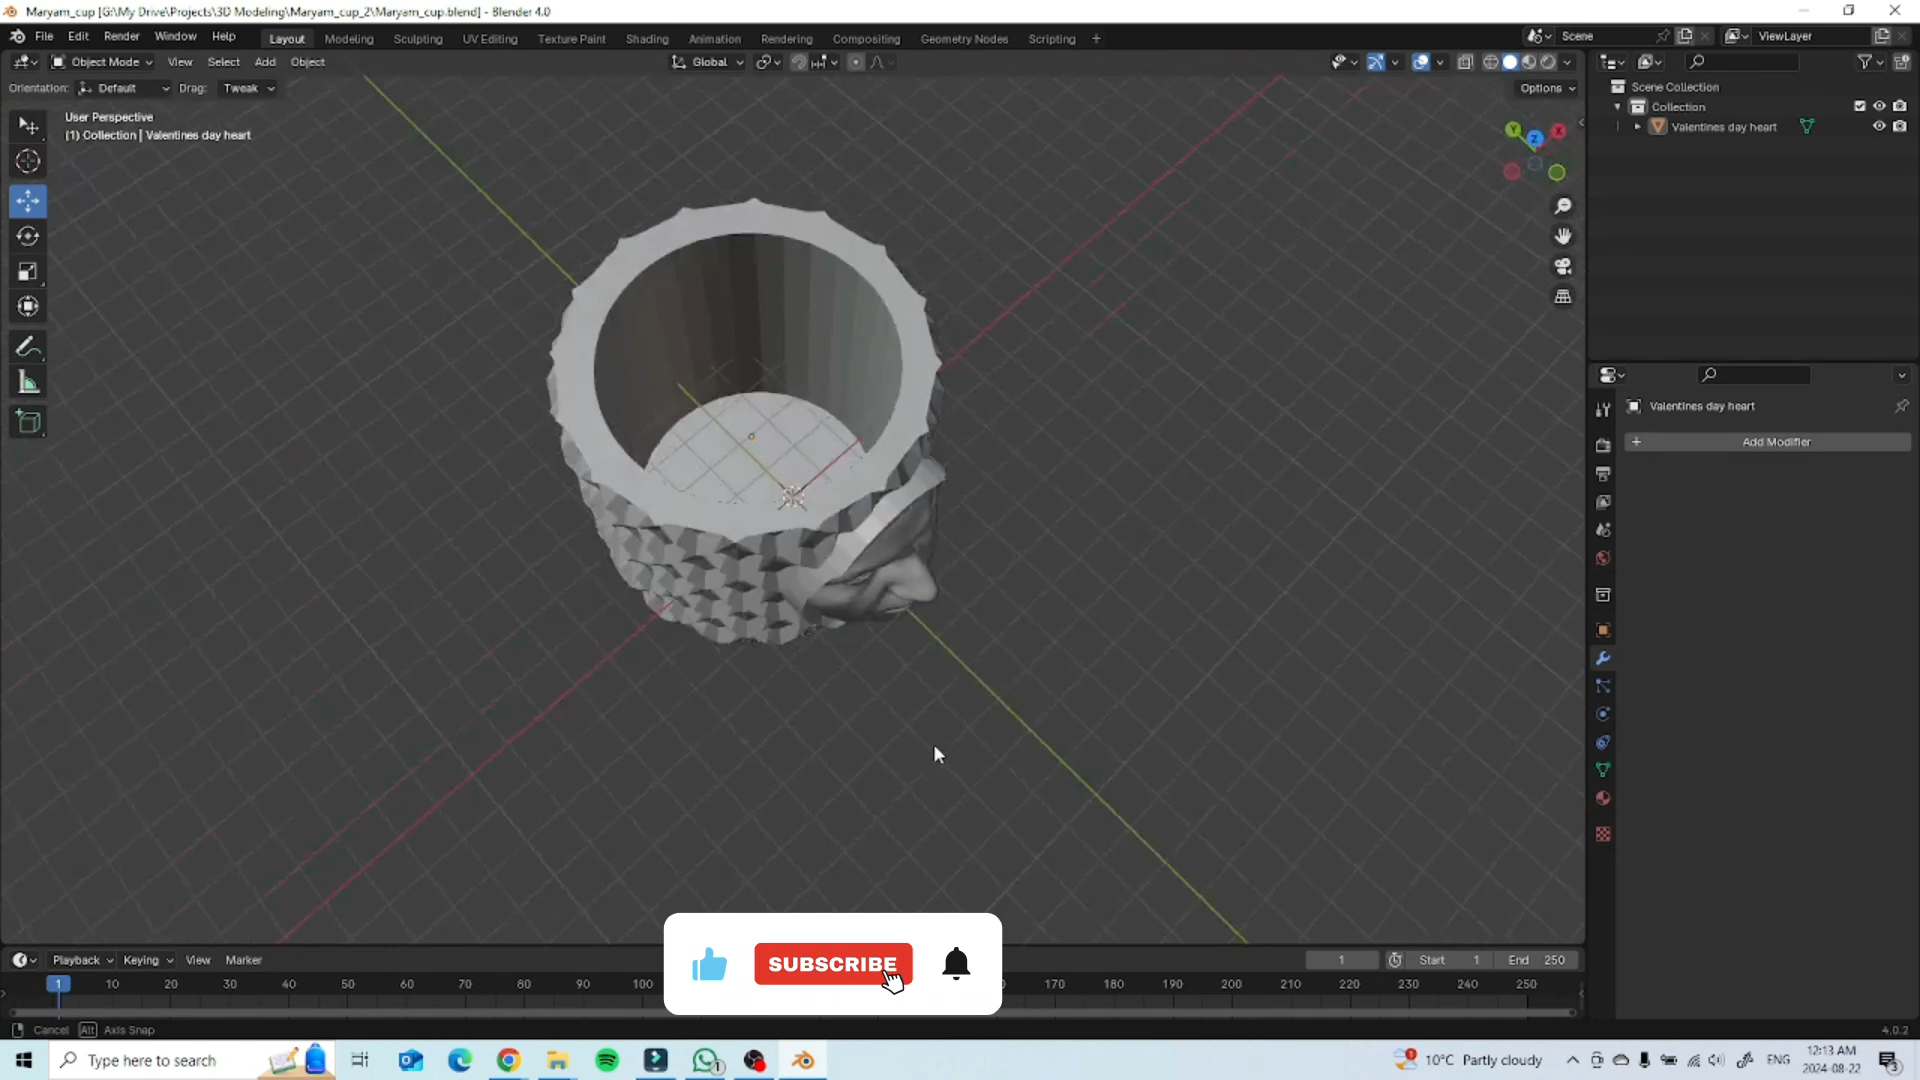 Maryam_cup [G:\My Drive\Projects\3D Modeling\Maryam_cup_2\Maryam_cup.blend] - Blender 4.0
File Edit Render Window Help Layout Modeling Sculpting UV Editing Texture Paint Shading Animation Rendering Compositing Geometry Nodes Scripting + Scene ViewLayer
Object Mode View Select Add Object Global
Orientation: Default Drag: Tweak Options
User Perspective
(1) Collection | Valentines day heart
Y X Z
Scene Collection
Collection
Valentines day heart
Valentines day heart
+ Add Modifier
Playback Keying View Marker 1 Start 1 End 250
1 10 20 30 40 50 60 70 80 90 100 170 180 190 200 210 220 230 240 250
SUBSCRIBE
Cancel Alt Axis Snap 4.0.2
Type here to search 1 10°C Partly cloudy ENG 12:13 AM
2024-08-22 3